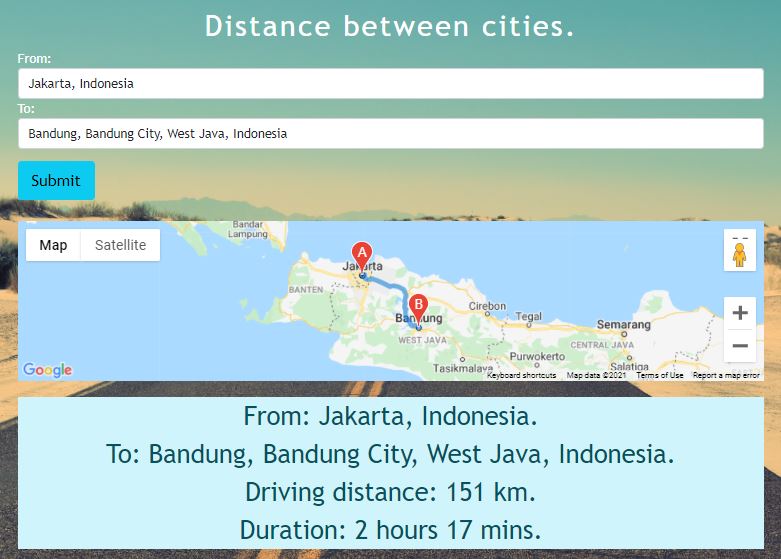 Distance between cities.
From:
Jakarta, Indonesia
To:
Bandung, Bandung City, West Java, Indonesia
Submit
Map Satellite
Bandar
Lampung
A
Jakarta
BANTEN
B
Bandung
WEST JAVA
Cirebon
Tegal
Semarang
CENTRAL JAVA
Purwokerto
Salatiga
Tasikmalaya
Google
Keyboard shortcuts Map data ©2021 Terms of Use Report a map error
From: Jakarta, Indonesia.
To: Bandung, Bandung City, West Java, Indonesia.
Driving distance: 151 km.
Duration: 2 hours 17 mins.